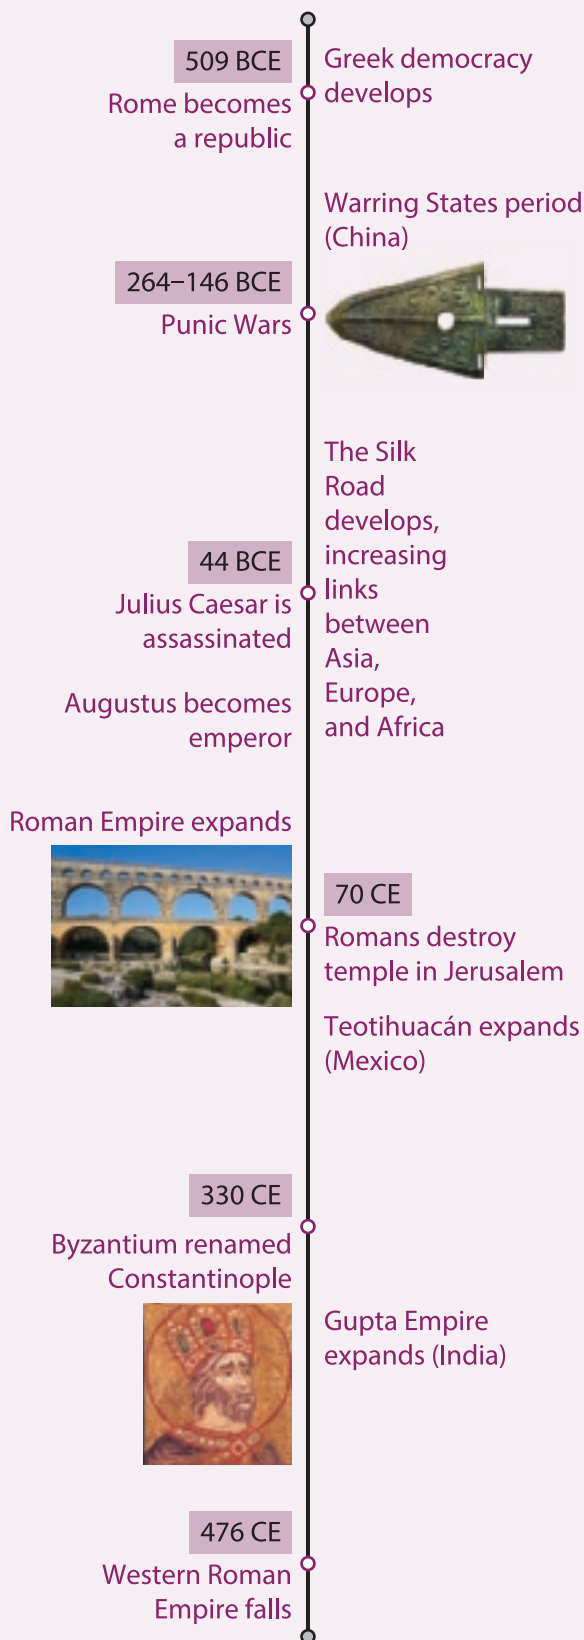 509 BCE
Rome becomes
a republic
Greek democracy
develops
Warring States period
(China)
264–146 BCE
Punic Wars
The Silk
Road
develops,
increasing
links
between
Asia,
Europe,
and Africa
44 BCE
Julius Caesar is
assassinated
Augustus becomes
emperor
Roman Empire expands
70 CE
Romans destroy
temple in Jerusalem
Teotihuacán expands
(Mexico)
330 CE
Byzantium renamed
Constantinople
Gupta Empire
expands (India)
476 CE
Western Roman
Empire falls